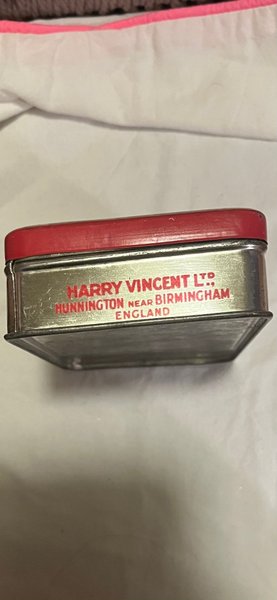 HARRY VINCENT LTD.,
HUNNINGTON NEAR BIRMINGHAM
ENGLAND